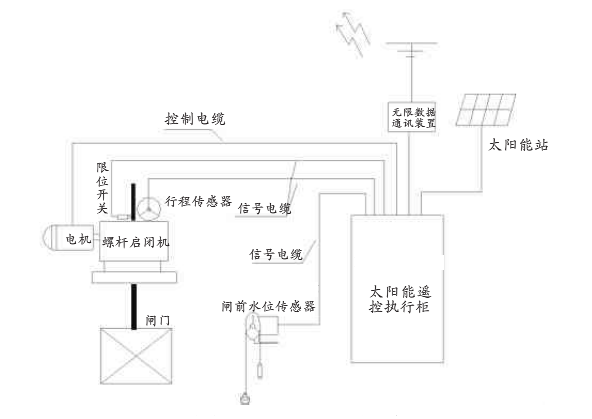 无限数据
通讯装置
控制电缆
太阳能站
限位开关
行程传感器
信号电缆
电机
螺杆启闭机
信号电缆
太阳能遥
控执行柜
闸前水位传感器
闸门